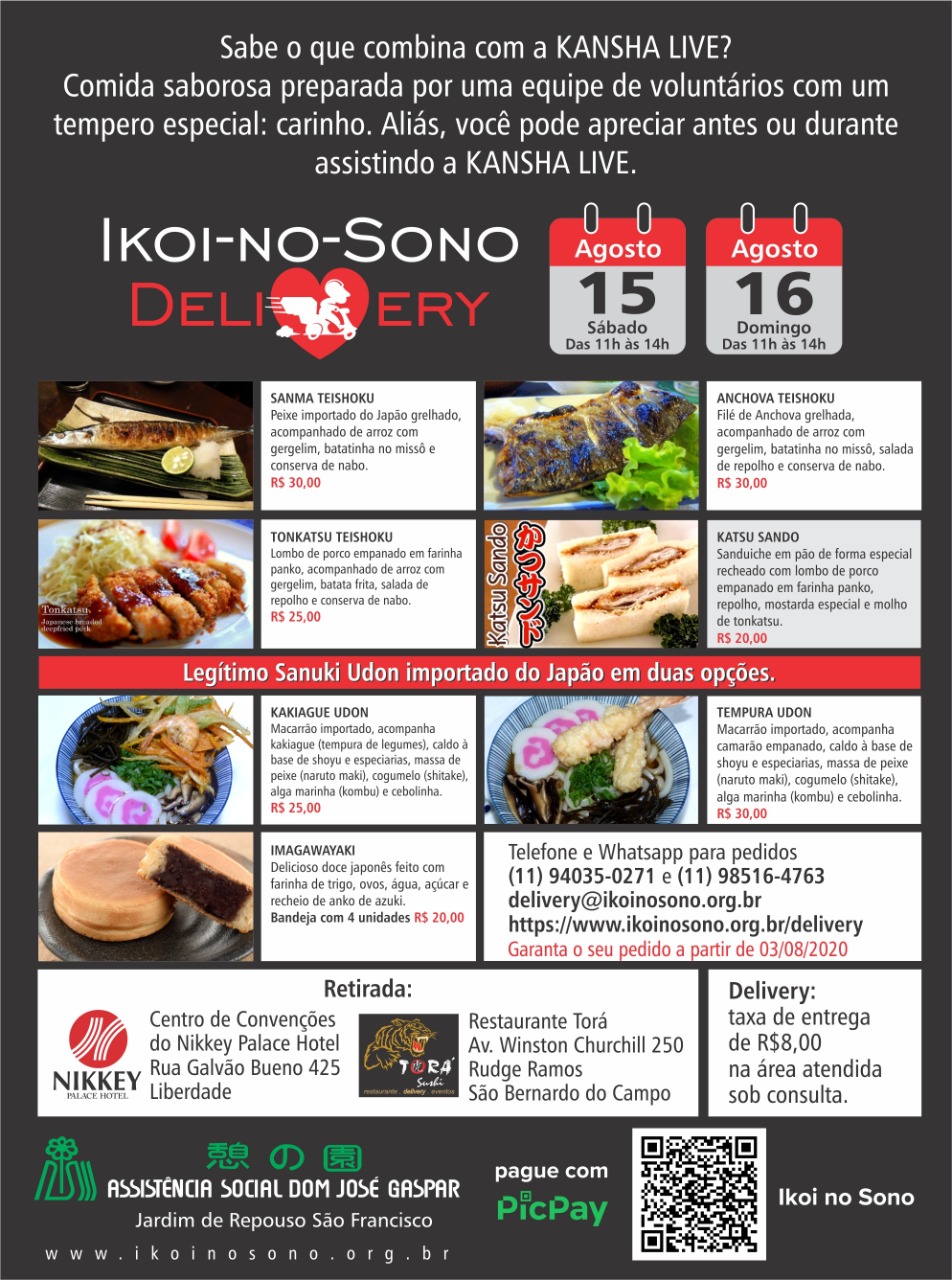 Sabe o que combina com a KANSHA LIVE?
Comida saborosa preparada por uma equipe de voluntários com um
tempero especial: carinho. Aliás, você pode apreciar antes ou durante
assistindo a KANSHA LIVE.
IKOI-NO-SONO
DELIVERY
Agosto
15
Sábado
Das 11h às 14h
Agosto
16
Domingo
Das 11h às 14h
SANMA TEISHOKU
Peixe importado do Japão grelhado,
acompanhado de arroz com
gergelim, batatinha no missô e
conserva de nabo.
R$ 30,00
ANCHOVA TEISHOKU
Filé de Anchova grelhada,
acompanhado de arroz com
gergelim, batatinha no missô, salada
de repolho e conserva de nabo.
R$ 30,00
Tonkatsu
Japanese breaded
deepfried pork
TONKATSU TEISHOKU
Lombo de porco empanado em farinha
panko, acompanhado de arroz com
gergelim, batata frita, salada de
repolho e conserva de nabo.
R$ 25,00
Katsu Sando
かつサンド
KATSU SANDO
Sanduiche em pão de forma especial
recheado com lombo de porco
empanado em farinha panko,
repolho, mostarda especial e molho
de tonkatsu.
R$ 20,00
Legítimo Sanuki Udon importado do Japão em duas opções.
KAKIAGUE UDON
Macarrão importado, acompanha
kakiague (tempura de legumes), caldo à
base de shoyu e especiarias, massa de
peixe (naruto maki), cogumelo (shitake),
alga marinha (kombu) e cebolinha.
R$ 25,00
TEMPURA UDON
Macarrão importado, acompanha
camarão empanado, caldo à base de
shoyu e especiarias, massa de peixe
(naruto maki), cogumelo (shitake),
alga marinha (kombu) e cebolinha.
R$ 30,00
IMAGAWAYAKI
Delicioso doce japonês feito com
farinha de trigo, ovos, água, açúcar e
recheio de anko de azuki.
Bandeja com 4 unidades R$ 20,00
Telefone e Whatsapp para pedidos
(11) 94035-0271 e (11) 98516-4763
delivery@ikoinosono.org.br
https://www.ikoinosono.org.br/delivery
Garanta o seu pedido a partir de 03/08/2020
Retirada:
NIKKEY
PALACE HOTEL
Centro de Convenções
do Nikkey Palace Hotel
Rua Galvão Bueno 425
Liberdade
TORÁ
Sushi
restaurante . delivery . eventos
Restaurante Torá
Av. Winston Churchill 250
Rudge Ramos
São Bernardo do Campo
Delivery:
taxa de entrega
de R$8,00
na área atendida
sob consulta.
憩の園
ASSISTÊNCIA SOCIAL DOM JOSÉ GASPAR
Jardim de Repouso São Francisco
www.ikoinosono.org.br
pague com
PicPay
Ikoi no Sono